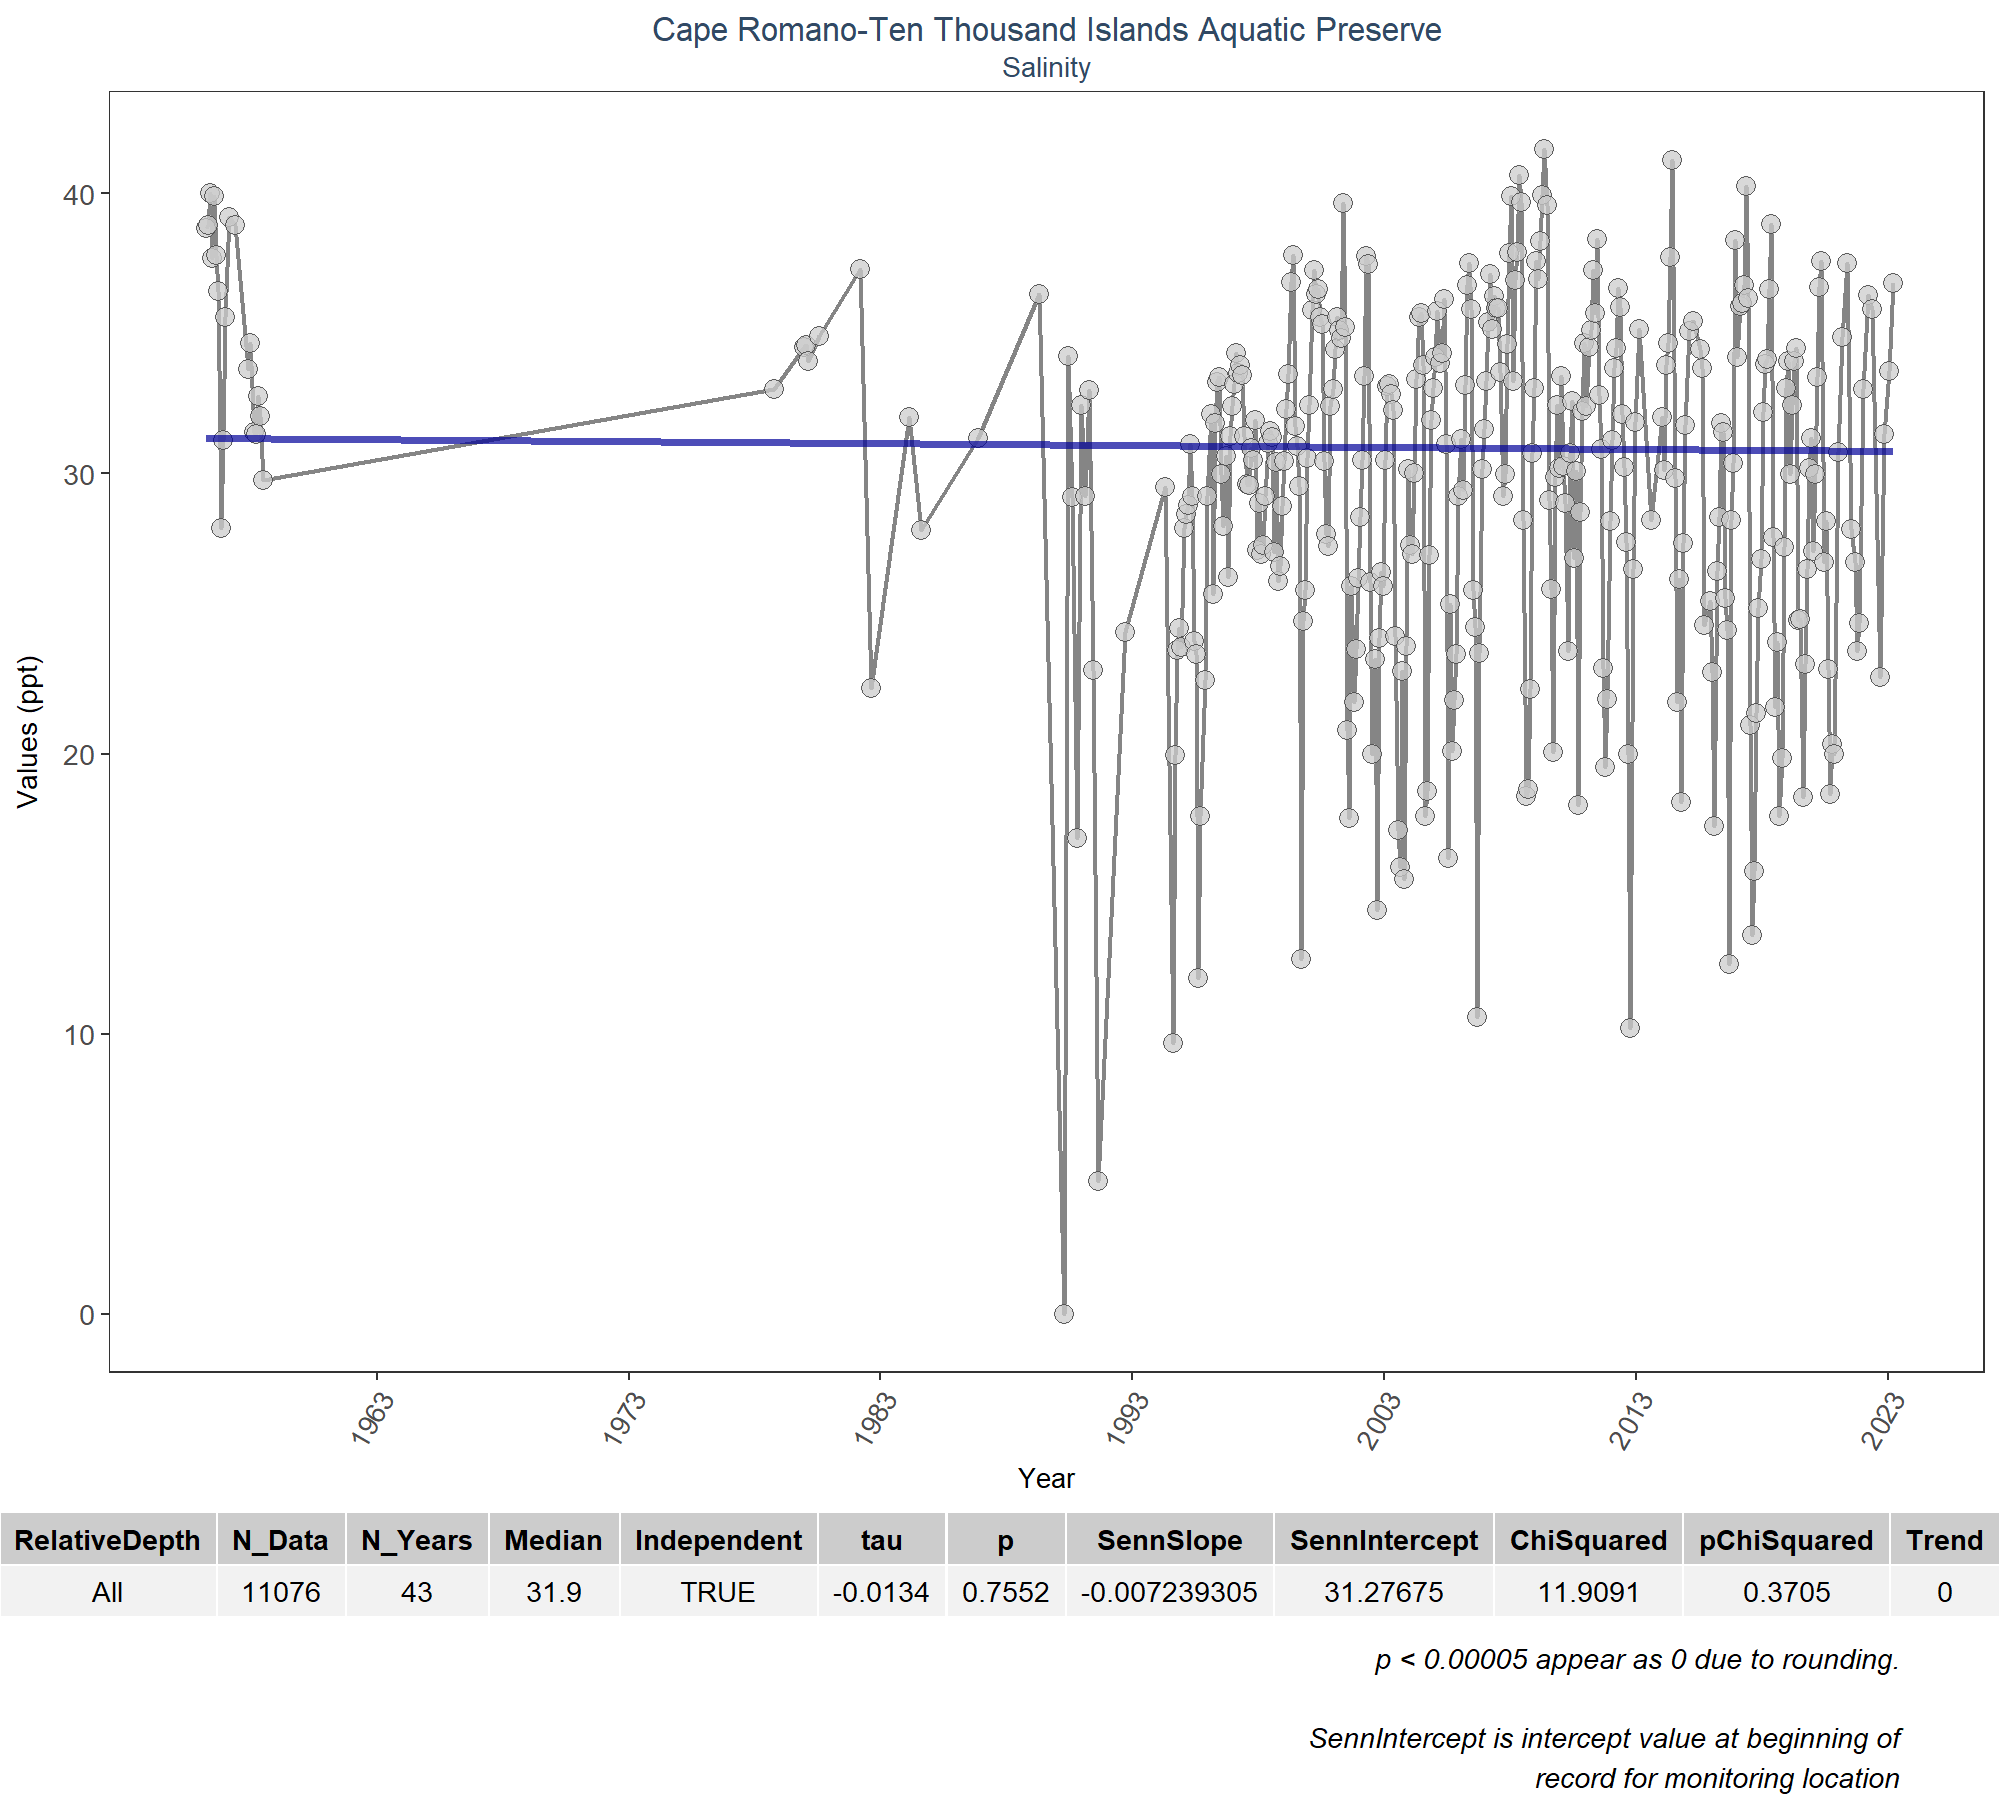 Cape Romano-Ten Thousand Islands Aquatic Preserve
Salinity
40
30
20
10
0
Values (ppt)
1963 1973 1983 1993 2003 2013 2023
Year
RelativeDepth N_Data N_Years Median Independent tau p SennSlope SennIntercept ChiSquared pChiSquared Trend
All 11076 43 31.9 TRUE -0.0134 0.7552 -0.007239305 31.27675 11.9091 0.3705 0
p < 0.00005 appear as 0 due to rounding.
SennIntercept is intercept value at beginning of
record for monitoring location